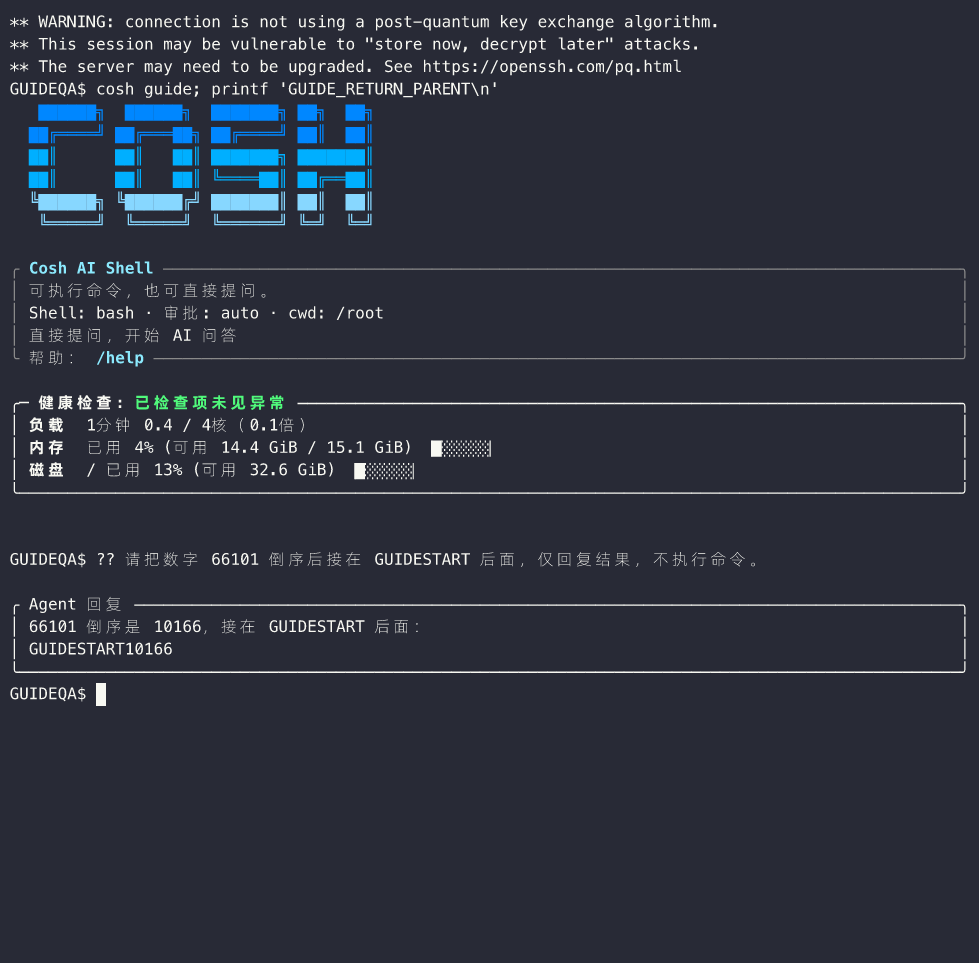 ** WARNING: connection is not using a post-quantum key exchange algorithm.
** This session may be vulnerable to "store now, decrypt later" attacks.
** The server may need to be upgraded. See https://openssh.com/pq.html
GUIDEQA$ cosh guide; printf 'GUIDE_RETURN_PARENT\n'
COSH
Cosh AI Shell
可执行命令，也可直接提问。
Shell: bash · 审批: auto · cwd: /root
直接提问，开始 AI 问答
帮助： /help
健康检查: 已检查项未见异常
负载 1分钟 0.4 / 4核（0.1倍）
内存 已用 4% (可用 14.4 GiB / 15.1 GiB)
磁盘 / 已用 13% (可用 32.6 GiB)
GUIDEQA$ ?? 请把数字 66101 倒序后接在 GUIDESTART 后面，仅回复结果，不执行命令。
Agent 回复
66101 倒序是 10166，接在 GUIDESTART 后面：
GUIDESTART10166
GUIDEQA$